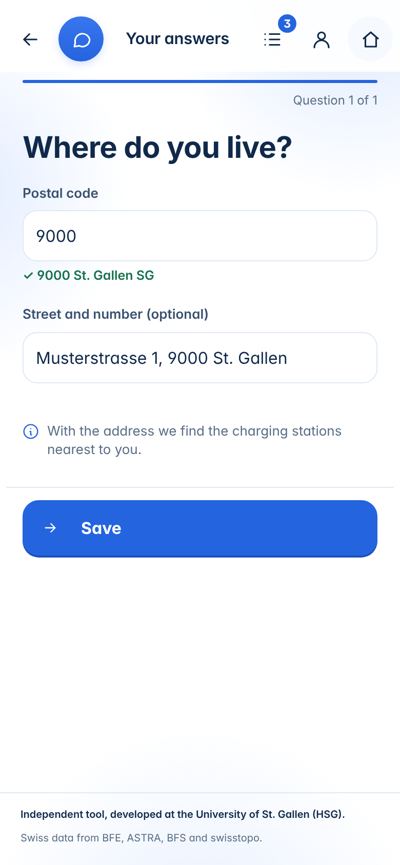 Your answers
3
Question 1 of 1
Where do you live?
Postal code
9000
✓ 9000 St. Gallen SG
Street and number (optional)
Musterstrasse 1, 9000 St. Gallen
With the address we find the charging stations
nearest to you.
Save
Independent tool, developed at the University of St. Gallen (HSG).
Swiss data from BFE, ASTRA, BFS and swisstopo.